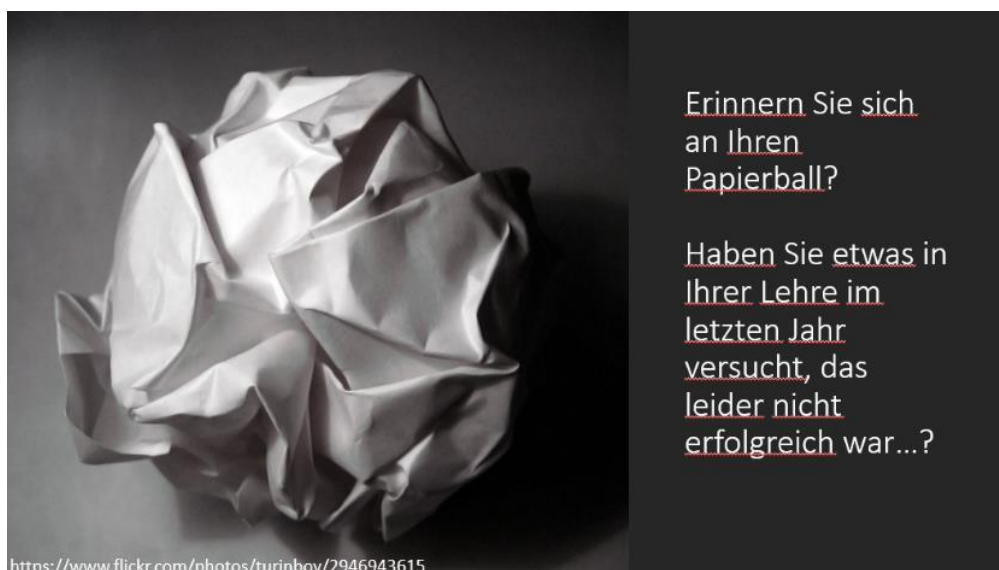 Erinnern Sie sich
an Ihren
Papierball?
Haben Sie etwas in
Ihrer Lehre im
letzten Jahr
versucht, das
leider nicht
erfolgreich war...?
https://www.flickr.com/photos/turinboy/2946943615